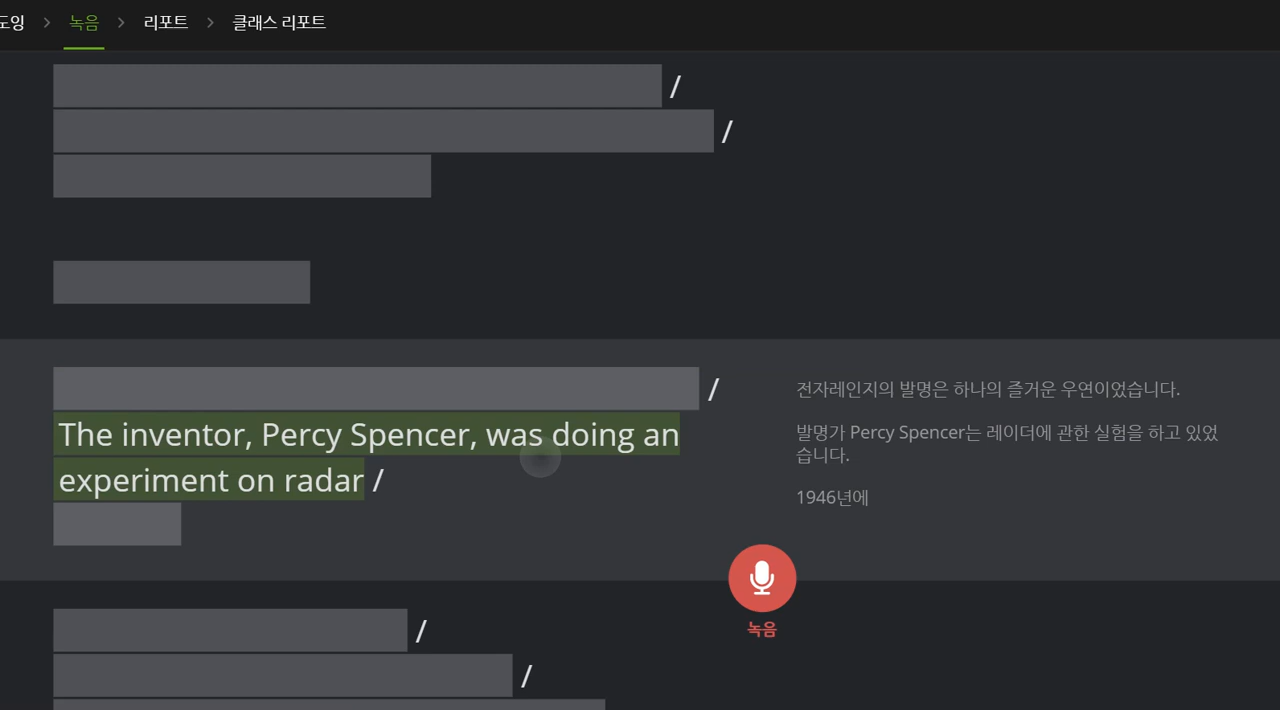 도잉 > 녹음 > 리포트 > 클래스 리포트
/
/
/
The inventor, Percy Spencer, was doing an
experiment on radar /
전자레인지의 발명은 하나의 즐거운 우연이었습니다.
발명가 Percy Spencer는 레이더에 관한 실험을 하고 있었
습니다.
1946년에
녹음
/
/